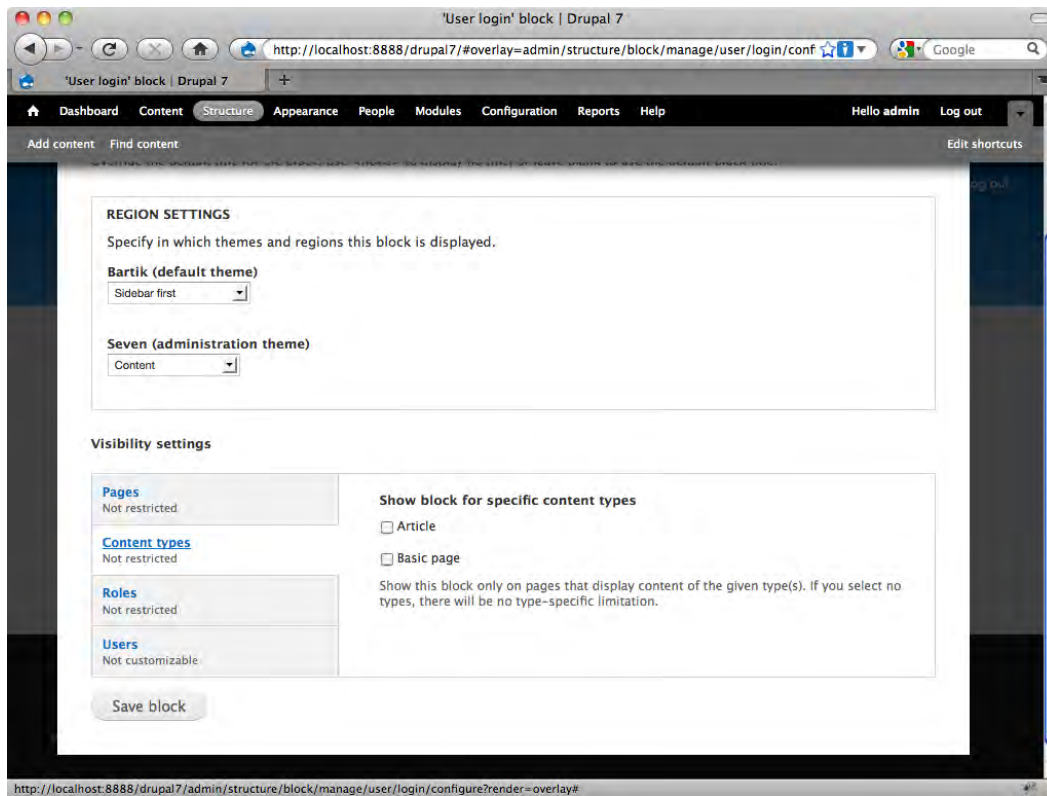 'User login' block | Drupal 7
http://localhost:8888/drupal7/#overlay=admin/structure/block/manage/user/login/conf
Google
'User login' block | Drupal 7
Dashboard Content Structure Appearance People Modules Configuration Reports Help Hello admin Log out
Add content Find content Edit shortcuts
REGION SETTINGS
Specify in which themes and regions this block is displayed.
Bartik (default theme)
Sidebar first
Seven (administration theme)
Content
Visibility settings
Pages
Not restricted
Content types
Not restricted
Roles
Not restricted
Users
Not customizable
Show block for specific content types
Article
Basic page
Show this block only on pages that display content of the given type(s). If you select no
types, there will be no type-specific limitation.
Save block
http://localhost:8888/drupal7/admin/structure/block/manage/user/login/configure?render=overlay#